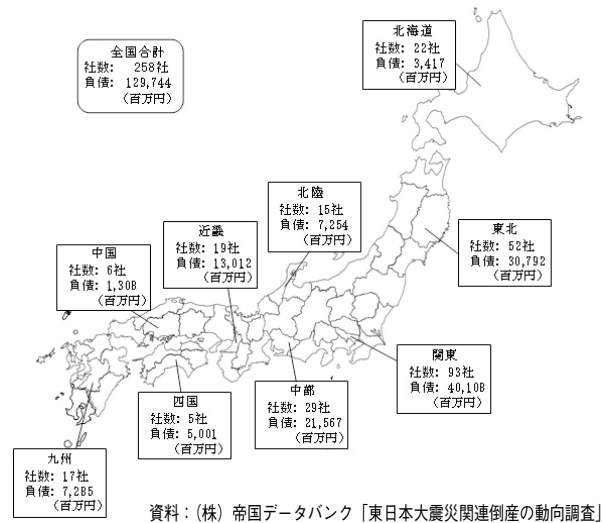 全国合計
社数: 258社
負債: 129,744
(百万円)
北海道
社数: 22社
負債: 3,417
(百万円)
北陸
社数: 15社
負債: 7,254
(百万円)
近畿
社数: 19社
負債: 13,012
(百万円)
東北
社数: 52社
負債: 30,792
(百万円)
中国
社数: 6社
負債: 1,308
(百万円)
関東
社数: 93社
負債: 40,108
(百万円)
中部
社数: 29社
負債: 21,567
(百万円)
四国
社数: 5社
負債: 5,001
(百万円)
九州
社数: 17社
負債: 7,285
(百万円)
資料:(株) 帝国データバンク「東日本大震災関連倒産の動向調査」